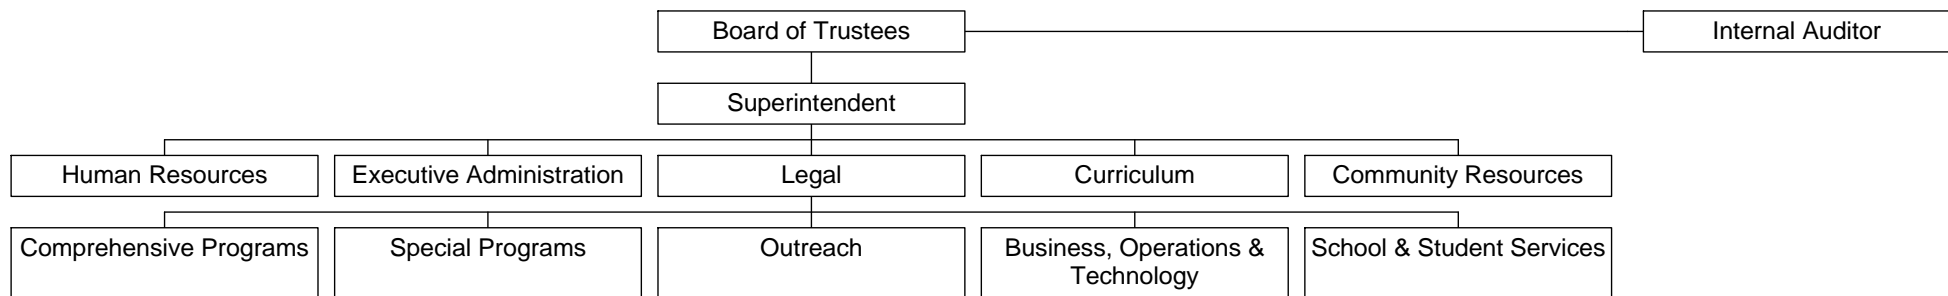 Board of Trustees
Internal Auditor
Superintendent
Human Resources
Executive Administration
Legal
Curriculum
Community Resources
Comprehensive Programs
Special Programs
Outreach
Business, Operations &
Technology
School & Student Services